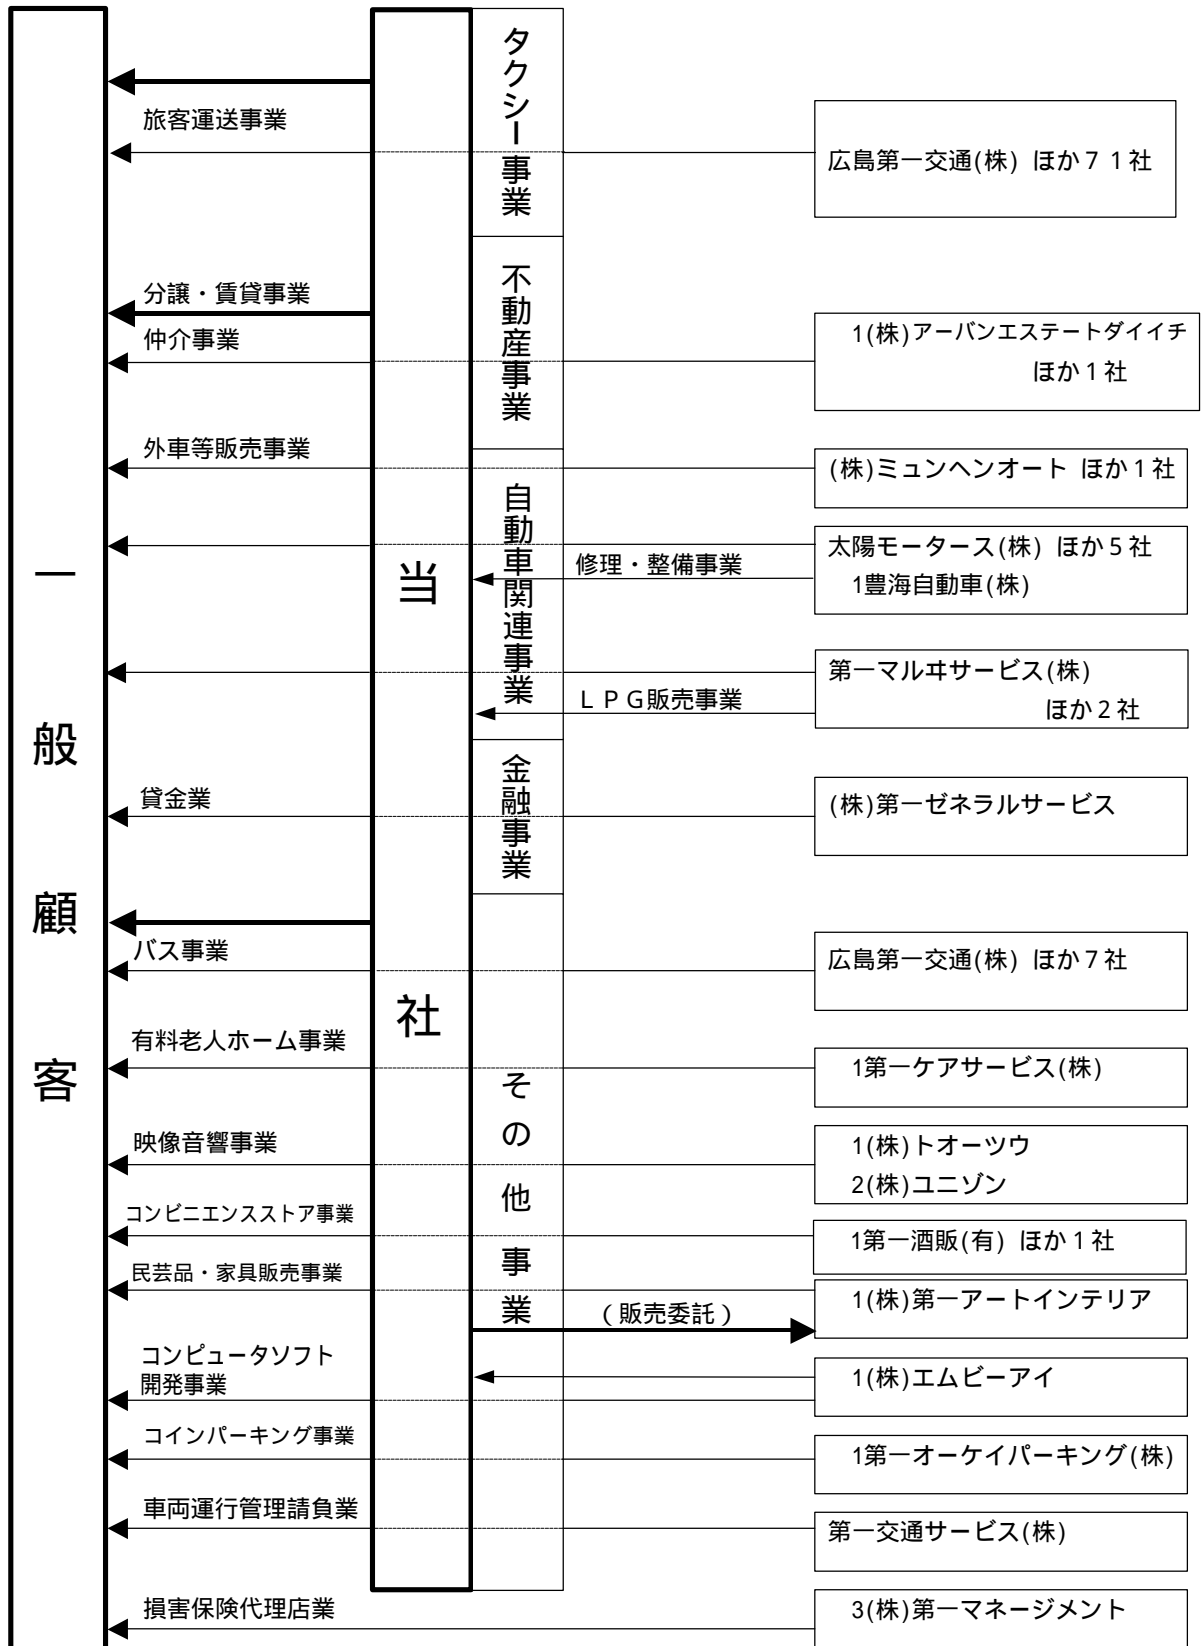 一般顧客
当社
タクシー事業
旅客運送事業
広島第一交通(株) ほか71社
不動産事業
分譲・賃貸事業
仲介事業
1(株)アーバンエステートダイイチ
ほか1社
自動車関連事業
外車等販売事業
(株)ミュンヘンオート ほか1社
修理・整備事業
太陽モータース(株) ほか5社
1豊海自動車(株)
LPG販売事業
第一マルヰサービス(株)
ほか2社
金融事業
貸金業
(株)第一ゼネラルサービス
その他事業
バス事業
広島第一交通(株) ほか7社
有料老人ホーム事業
1第一ケアサービス(株)
映像音響事業
1(株)トオーツウ
2(株)ユニゾン
コンビニエンスストア事業
1第一酒販(有) ほか1社
民芸品・家具販売事業
(販売委託)
1(株)第一アートインテリア
コンピュータソフト
開発事業
1(株)エムビーアイ
コインパーキング事業
1第一オーケイパーキング(株)
車両運行管理請負業
第一交通サービス(株)
損害保険代理店業
3(株)第一マネージメント